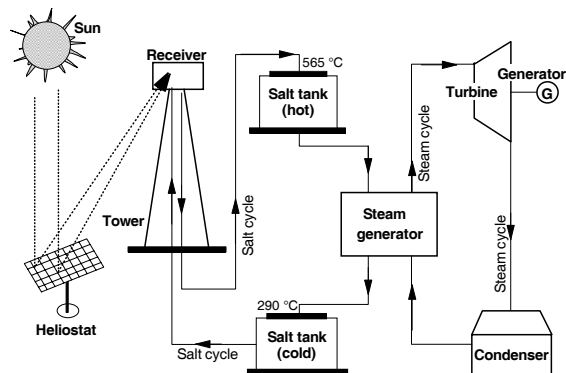 Sun
Receiver
565 °C
Salt tank
(hot)
Generator
G
Turbine
Steam cycle
Tower
Salt cycle
Steam
generator
Steam cycle
Heliostat
290 °C
Salt cycle
Salt tank
(cold)
Condenser